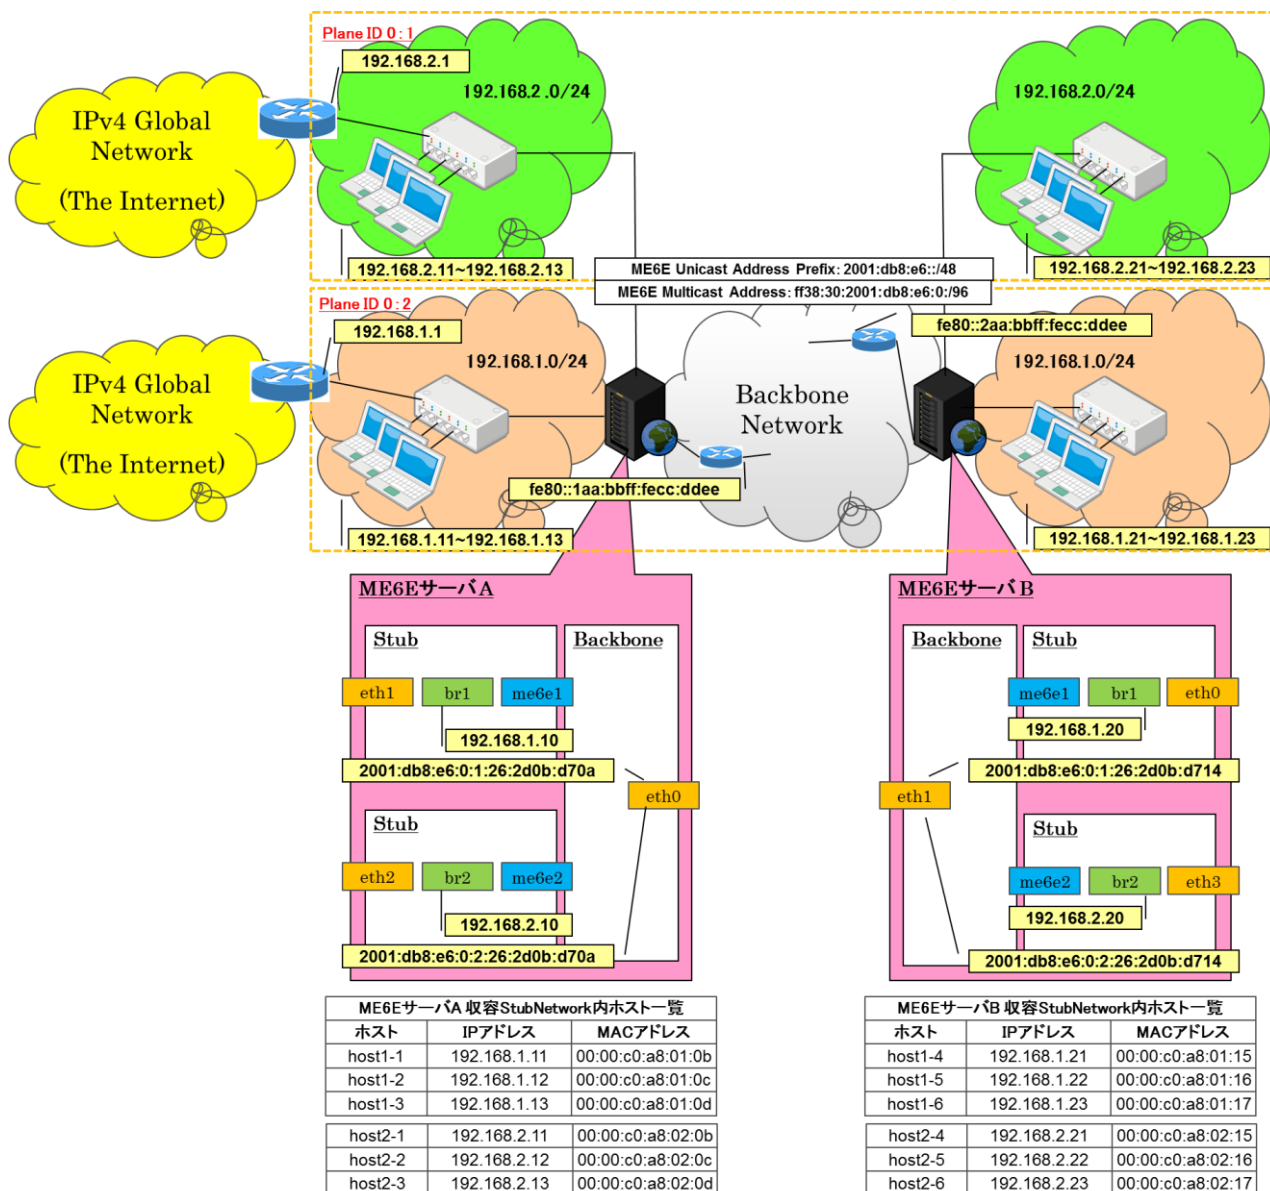 Plane ID 0 : 1
192.168.2.1
192.168.2 .0/24
192.168.2.0/24
IPv4 Global
Network
(The Internet)
192.168.2.11~192.168.2.13
192.168.2.21~192.168.2.23
ME6E Unicast Address Prefix: 2001:db8:e6::/48
ME6E Multicast Address: ff38:30:2001:db8:e6:0:/96
Plane ID 0 : 2
192.168.1.1
192.168.1.0/24
fe80::2aa:bbff:fecc:ddee
192.168.1.0/24
IPv4 Global
Network
(The Internet)
Backbone
Network
fe80::1aa:bbff:fecc:ddee
192.168.1.11~192.168.1.13
192.168.1.21~192.168.1.23
ME6EサーバA
Stub
Backbone
eth1 br1 me6e1
192.168.1.10
2001:db8:e6:0:1:26:2d0b:d70a
eth0
Stub
eth2 br2 me6e2
192.168.2.10
2001:db8:e6:0:2:26:2d0b:d70a
ME6EサーバB
Backbone
Stub
me6e1 br1 eth0
192.168.1.20
2001:db8:e6:0:1:26:2d0b:d714
eth1
Stub
me6e2 br2 eth3
192.168.2.20
2001:db8:e6:0:2:26:2d0b:d714
ME6EサーバA 収容StubNetwork内ホスト一覧
ホスト IPアドレス MACアドレス
host1-1 192.168.1.11 00:00:c0:a8:01:0b
host1-2 192.168.1.12 00:00:c0:a8:01:0c
host1-3 192.168.1.13 00:00:c0:a8:01:0d
host2-1 192.168.2.11 00:00:c0:a8:02:0b
host2-2 192.168.2.12 00:00:c0:a8:02:0c
host2-3 192.168.2.13 00:00:c0:a8:02:0d
ME6EサーバB 収容StubNetwork内ホスト一覧
ホスト IPアドレス MACアドレス
host1-4 192.168.1.21 00:00:c0:a8:01:15
host1-5 192.168.1.22 00:00:c0:a8:01:16
host1-6 192.168.1.23 00:00:c0:a8:01:17
host2-4 192.168.2.21 00:00:c0:a8:02:15
host2-5 192.168.2.22 00:00:c0:a8:02:16
host2-6 192.168.2.23 00:00:c0:a8:02:17